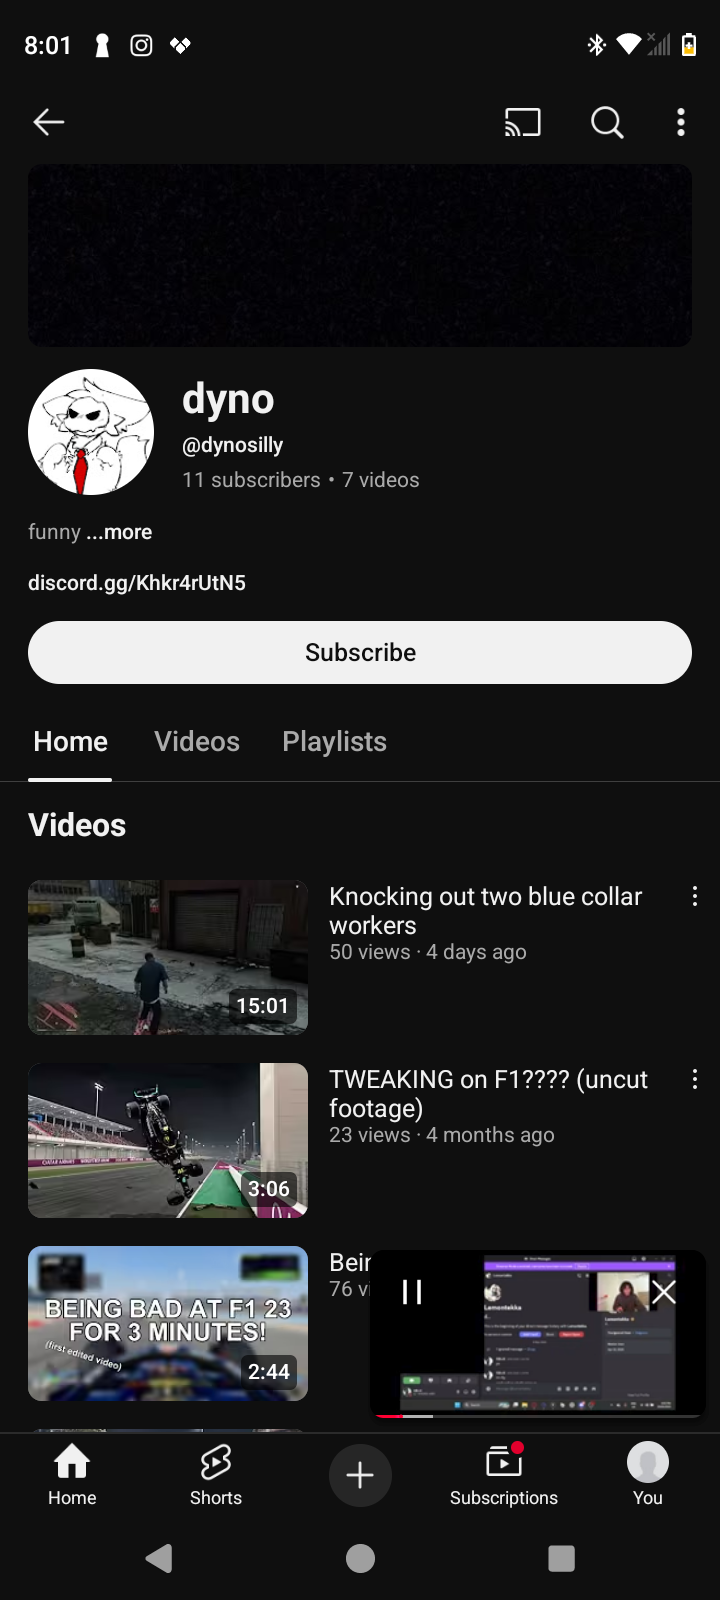 8:01
dyno
@dynosilly
11 subscribers • 7 videos
funny ...more
discord.gg/Khkr4rUtN5
Subscribe
Home Videos Playlists
Videos
Knocking out two blue collar
workers
50 views · 4 days ago
15:01
TWEAKING on F1???? (uncut
footage)
23 views · 4 months ago
3:06
BEING BAD AT F1 23
FOR 3 MINUTES!
(first edited video)
2:44
76
Home Shorts Subscriptions You